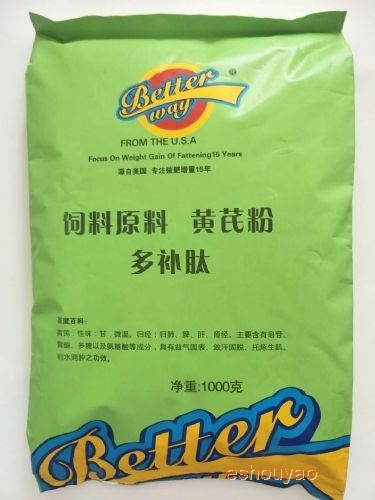 Better
way
®
FROM THE U.S.A
Focus On Weight Gain Of Fattening15 Years
源自美国 专注催肥增重15年
饲料原料 黄芪粉
多补肽
百度百科:
黄芪:性味:甘,微温。归经:归肺、脾、肝、肾经。主要含有皂苷、
黄酮、多糖以及氨基酸等成分,具有益气固表、敛汗固脱、托疮生肌、
利水消肿之功效。
净重:1000克
Better
eshouyao